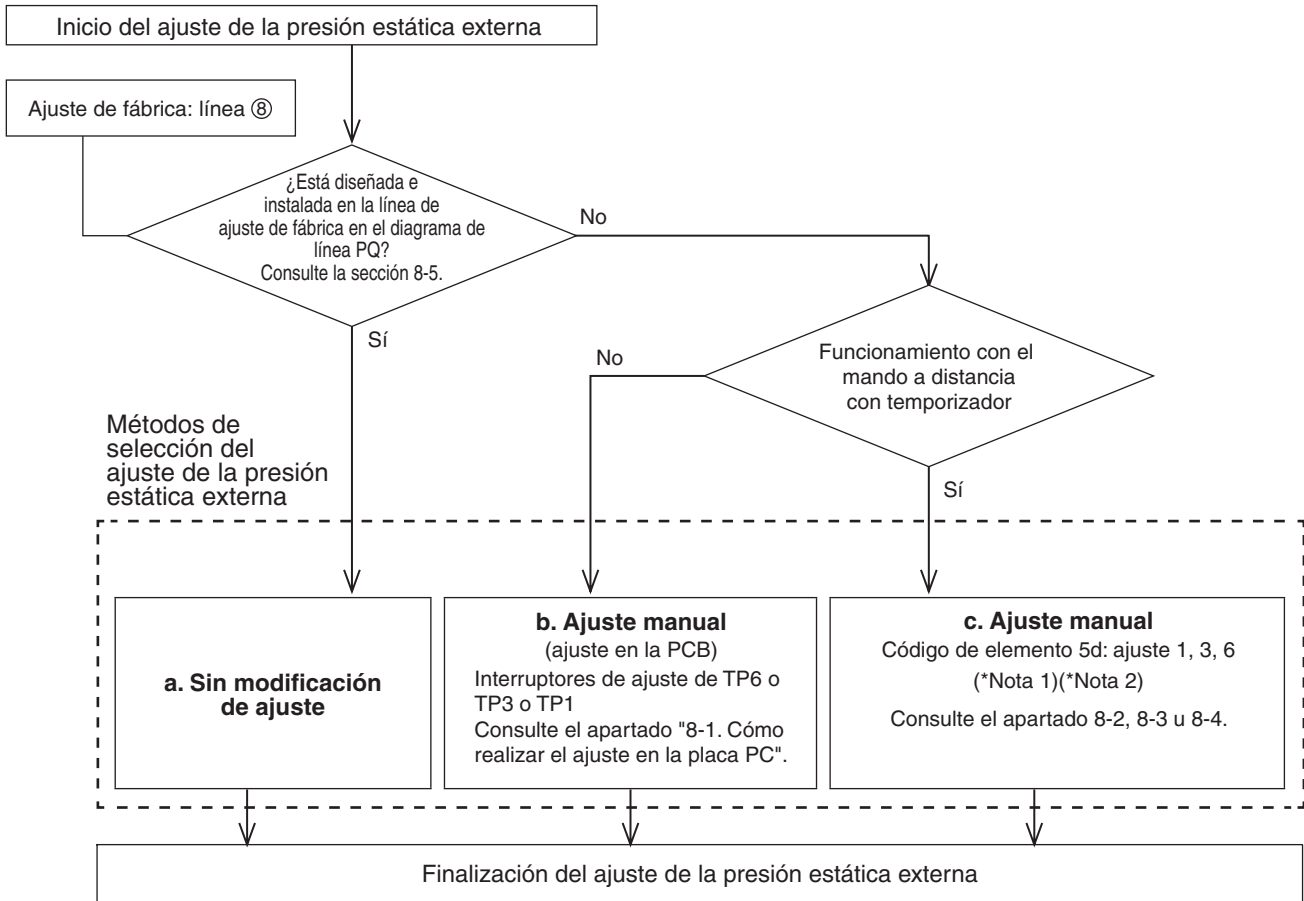 Inicio del ajuste de la presión estática externa
Ajuste de fábrica: línea ⑧
¿Está diseñada e
instalada en la línea de
ajuste de fábrica en el diagrama de
línea PQ?
Consulte la sección 8-5.
No
Sí
Funcionamiento con el
mando a distancia
con temporizador
No
Sí
Métodos de
selección del
ajuste de la presión
estática externa
a. Sin modificación
de ajuste
b. Ajuste manual
(ajuste en la PCB)
Interruptores de ajuste de TP6 o
TP3 o TP1
Consulte el apartado "8-1. Cómo
realizar el ajuste en la placa PC".
c. Ajuste manual
Código de elemento 5d: ajuste 1, 3, 6
(*Nota 1)(*Nota 2)
Consulte el apartado 8-2, 8-3 u 8-4.
Finalización del ajuste de la presión estática externa